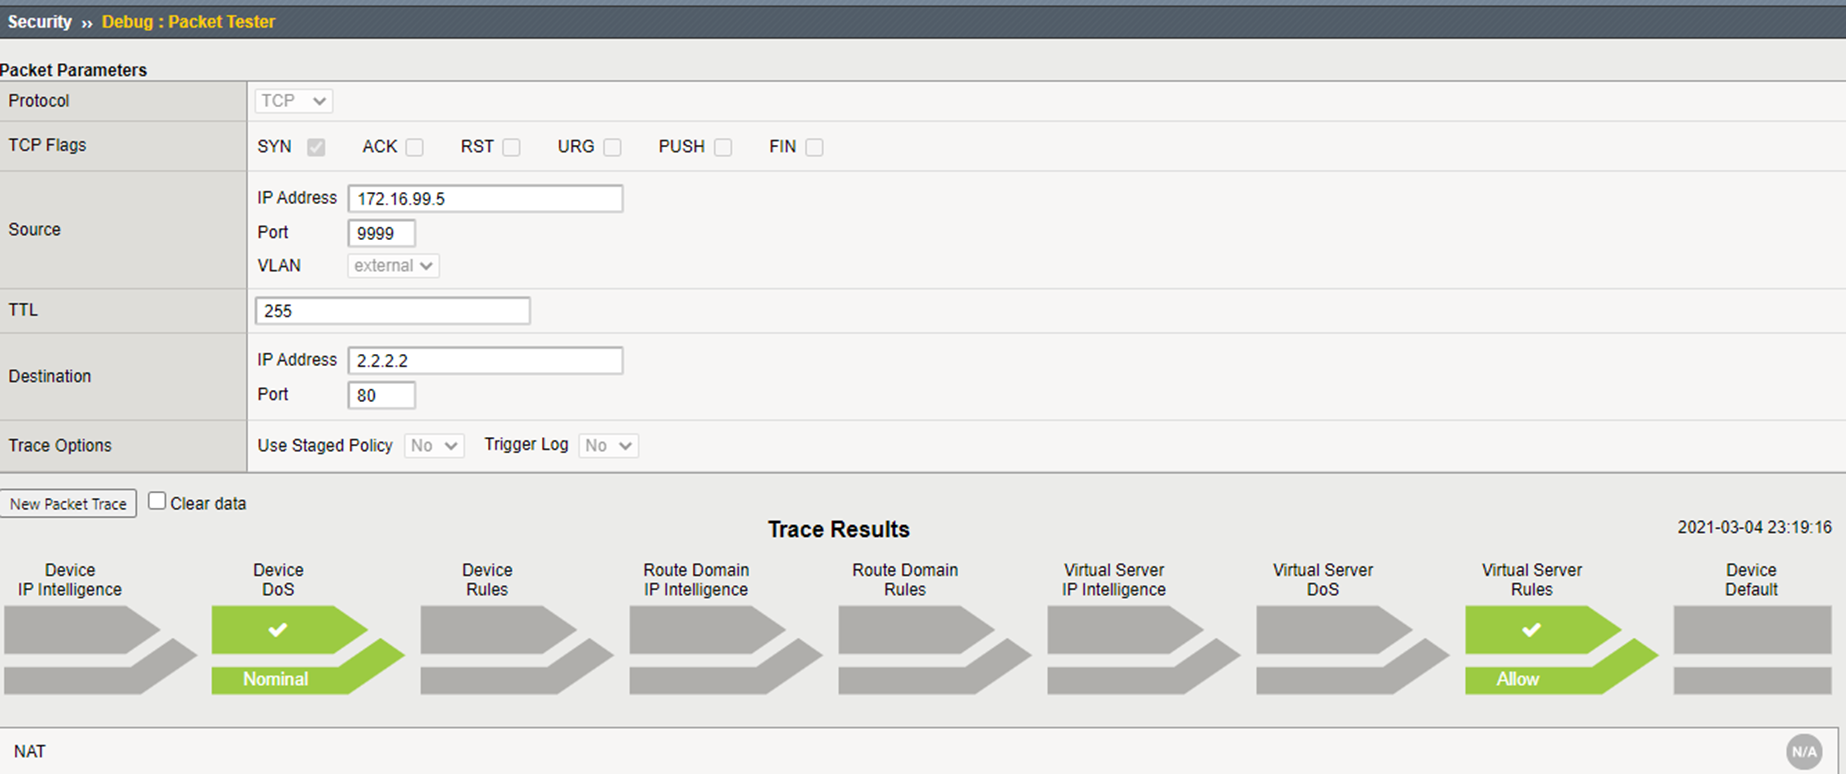 Security ›› Debug : Packet Tester
Packet Parameters
Protocol TCP
TCP Flags SYN ACK RST URG PUSH FIN
Source
IP Address 172.16.99.5
Port 9999
VLAN external
TTL 255
Destination
IP Address 2.2.2.2
Port 80
Trace Options Use Staged Policy No Trigger Log No
New Packet Trace Clear data
Trace Results 2021-03-04 23:19:16
Device IP Intelligence
Device DoS
Device Rules
Route Domain IP Intelligence
Route Domain Rules
Virtual Server IP Intelligence
Virtual Server DoS
Virtual Server Rules
Device Default
Nominal Allow
NAT N/A